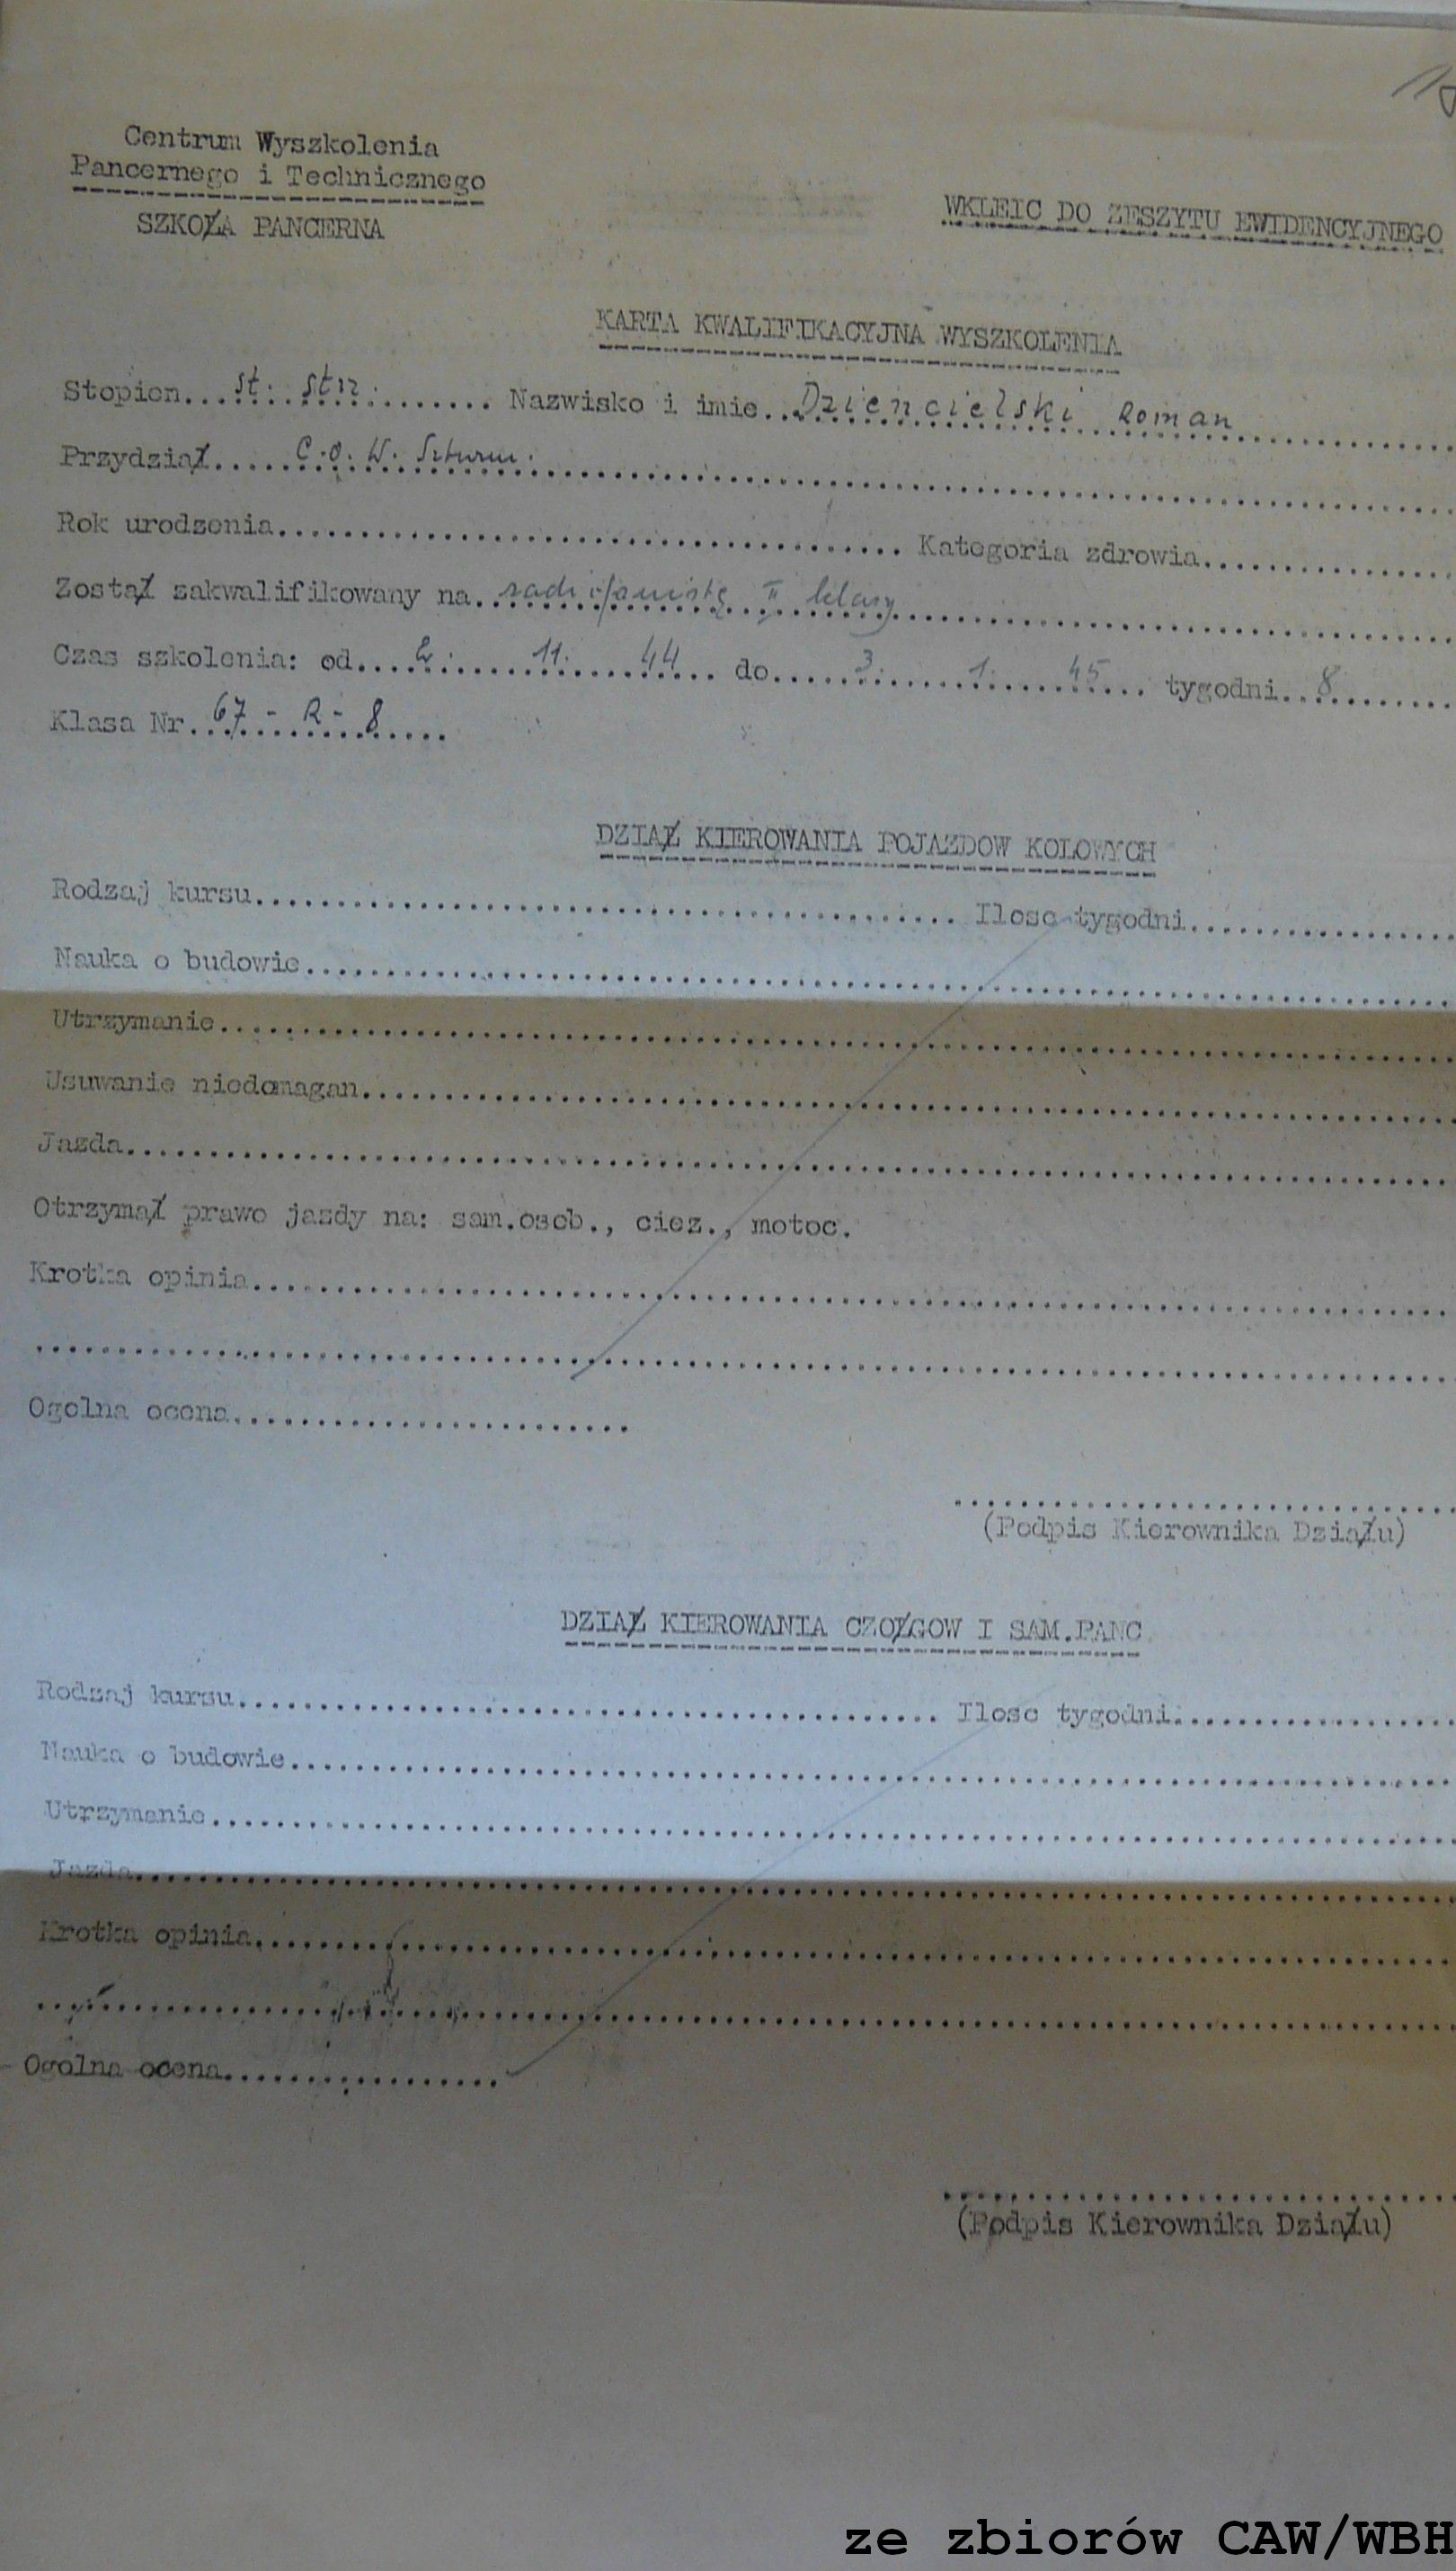 Centrum Wyszkolenia
Pancernego i Technicznego
SZKOŁA PANCERNA
WKLEIC DO ZESZYTU EWIDENCYJNEGO
KARTA KWALIFIKACYJNA WYSZKOLENIA
Stopien... st. strz. ... Nazwisko i imie... Dziencielski Roman
Przydział... C.O.W. Szturm. ...
Rok urodzenia... Kategoria zdrowia...
Został zakwalifikowany na... radiofonistę II klasy...
Czas szkolenia: od... 2. 11. 44 ... do... 3. 1. 45 ... tygodni... 8 ...
Klasa Nr... 67 - R - 8 ...
DZIAŁ KIEROWANIA POJAZDOW KOLOWYCH
Rodzaj kursu... Ilosc tygodni...
Nauka o budowie...
Utrzymanie...
Usuwanie niedomagan...
Jazda...
Otrzymał prawo jazdy na: sam.osob., ciez., motoc.
Krotka opinia...
Ogolna ocena...
(Podpis Kierownika Działu)
DZIAŁ KIEROWANIA CZOŁGOW I SAM.PANC
Rodzaj kursu... Ilosc tygodni...
Nauka o budowie...
Utrzymanie...
Jazda...
Krotka opinia...
Ogolna ocena...
(Podpis Kierownika Działu)
ze zbiorów CAW/WBH